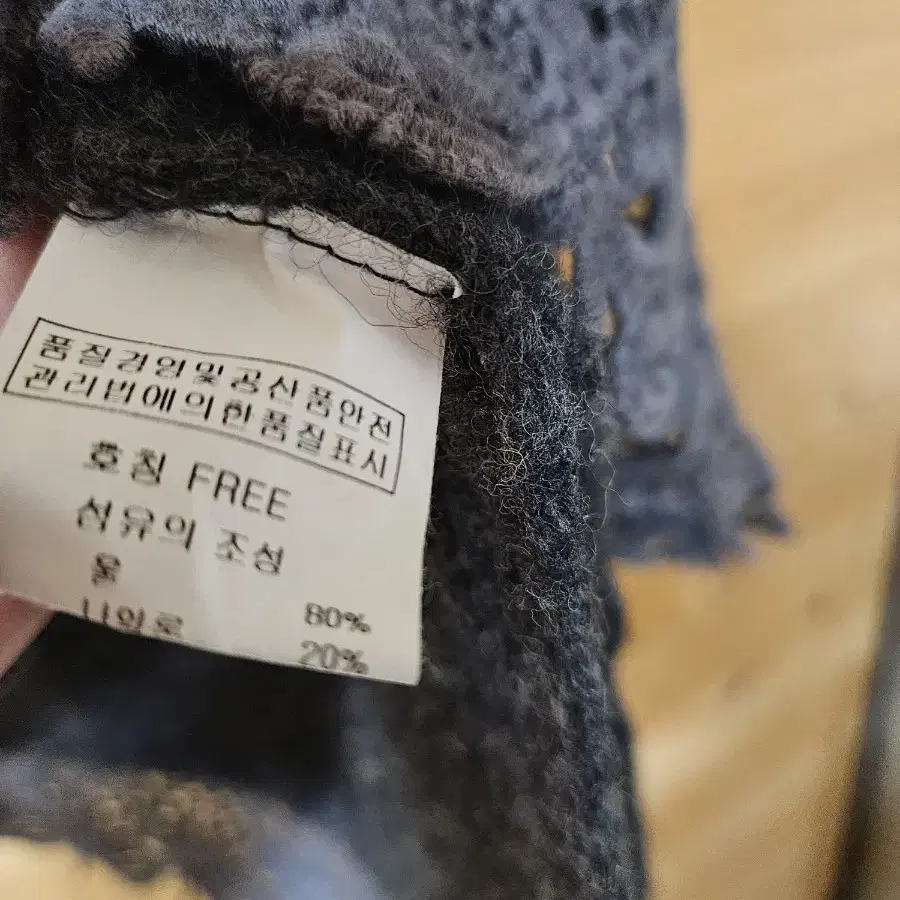 품질경영및공산품안전
관리법에의한품질표시
호칭 FREE
섬유의 조성
울 80%
나일론 20%